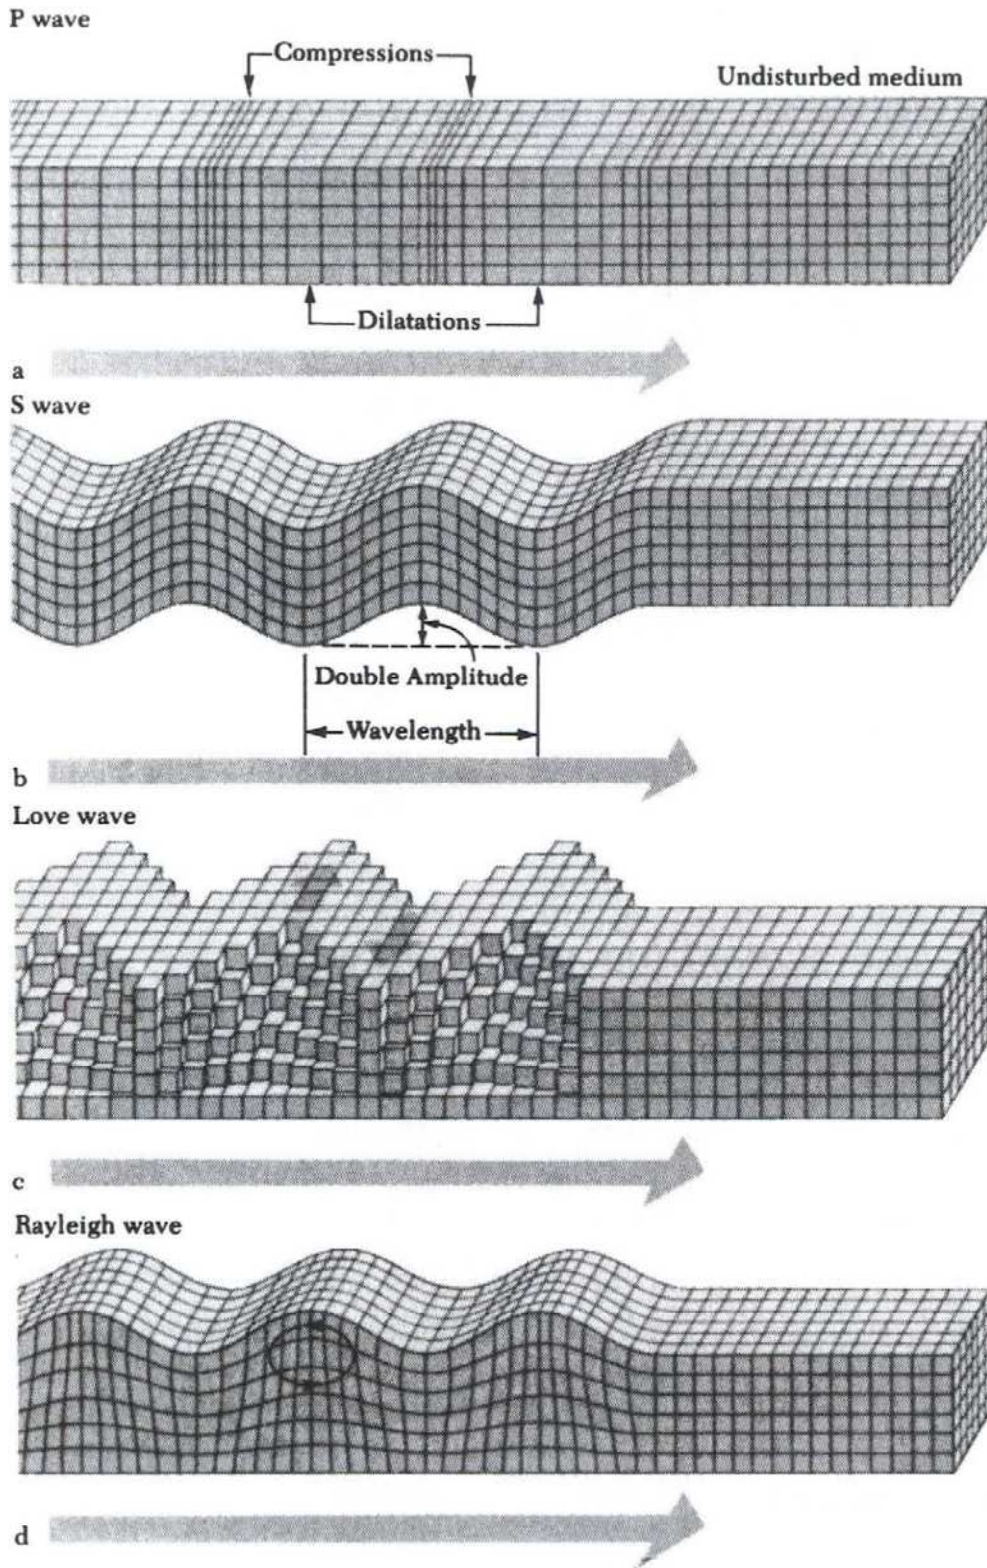 P wave
Compressions
Undisturbed medium
Dilatations
a
S wave
Double Amplitude
Wavelength
b
Love wave
c
Rayleigh wave
d